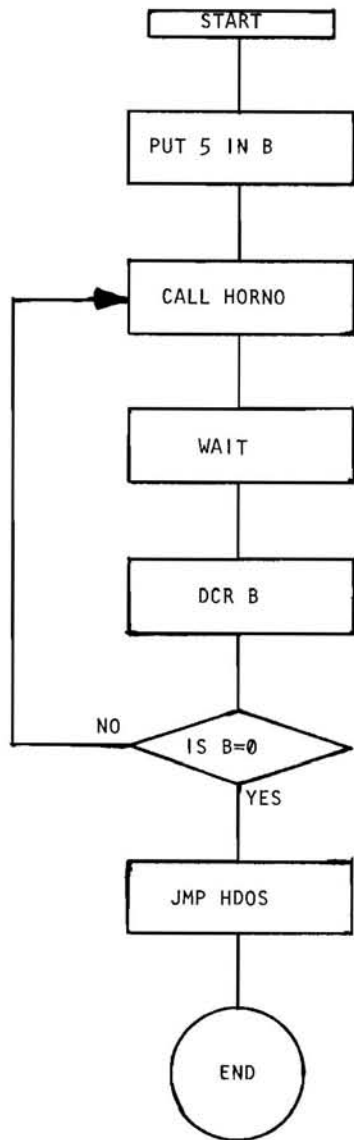 START
PUT 5 IN B
CALL HORNO
WAIT
DCR B
NO
IS B=0
YES
JMP HDOS
END